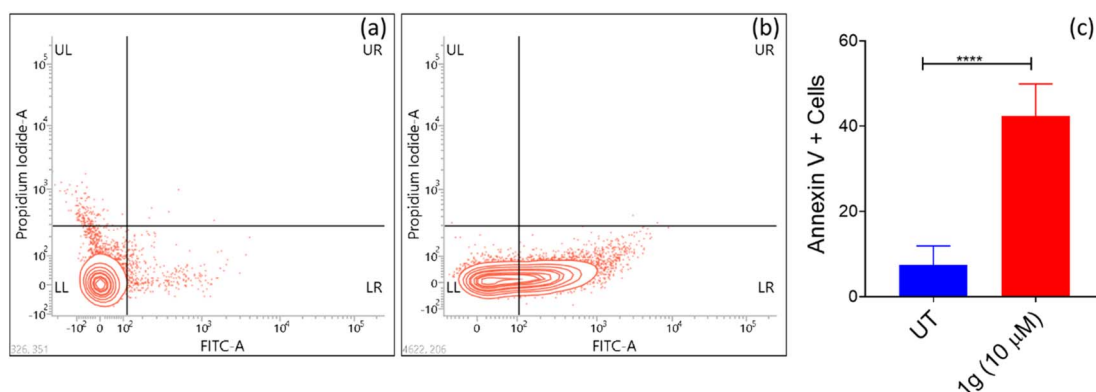 (a)
UL
UR
10^5
10^4
10^3
10^2
0
-10^2
LL
LR
Propidium Iodide-A
-10^2 0 10^2 10^3 10^4 10^5
326, 351
FITC-A
(b)
UL
UR
10^5
10^4
10^3
10^2
0
-10^2
LL
LR
Propidium Iodide-A
0 10^2 10^3 10^4 10^5
4622, 206
FITC-A
(c)
60
40
20
0
Annexin V + Cells
****
UT
1g (10 μM)